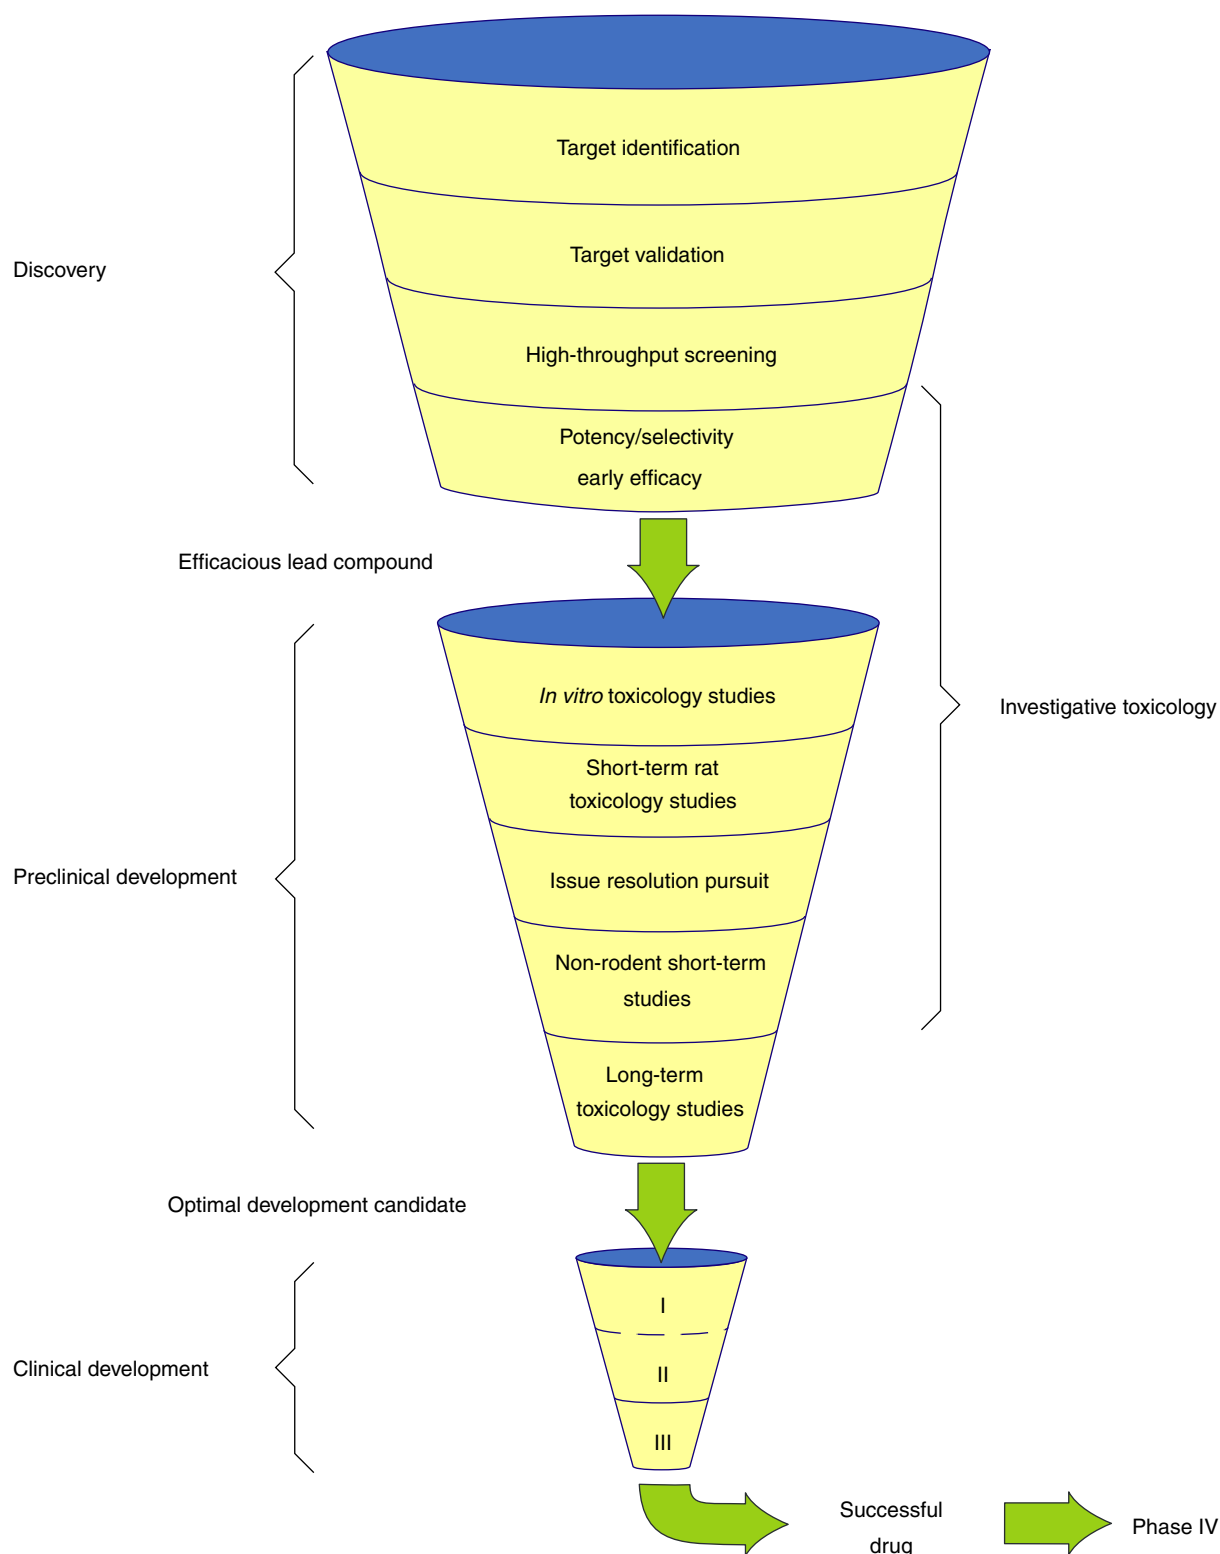 Target identification
Target validation
Discovery
High-throughput screening
Potency/selectivity
early efficacy
Efficacious lead compound
In vitro toxicology studies
Investigative toxicology
Short-term rat
toxicology studies
Preclinical development
Issue resolution pursuit
Non-rodent short-term
studies
Long-term
toxicology studies
Optimal development candidate
I
Clinical development
II
III
Successful
drug
Phase IV